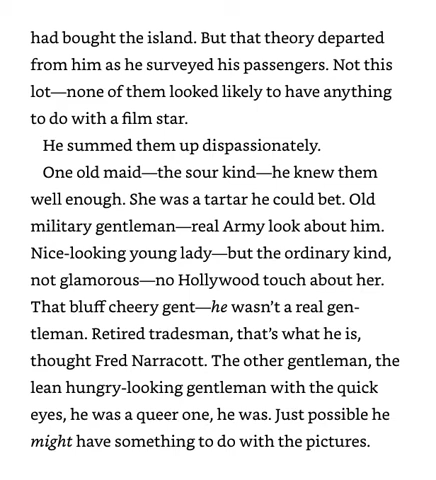 had bought the island. But that theory departed
from him as he surveyed his passengers. Not this
lot—none of them looked likely to have anything
to do with a film star.
He summed them up dispassionately.
One old maid—the sour kind—he knew them
well enough. She was a tartar he could bet. Old
military gentleman—real Army look about him.
Nice-looking young lady—but the ordinary kind,
not glamorous—no Hollywood touch about her.
That bluff cheery gent—he wasn’t a real gen-
tleman. Retired tradesman, that’s what he is,
thought Fred Narracott. The other gentleman, the
lean hungry-looking gentleman with the quick
eyes, he was a queer one, he was. Just possible he
might have something to do with the pictures.